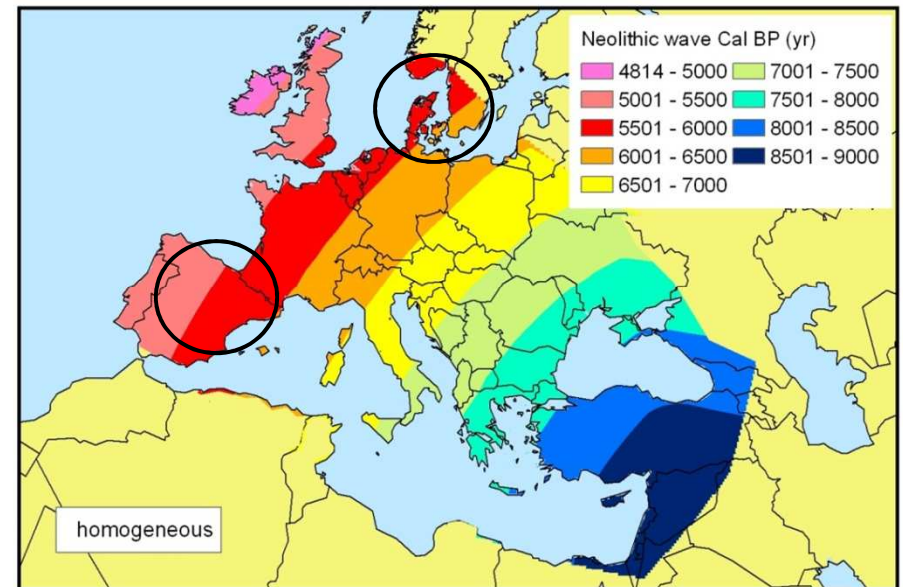 Neolithic wave Cal BP (yr)
4814 - 5000 7001 - 7500
5001 - 5500 7501 - 8000
5501 - 6000 8001 - 8500
6001 - 6500 8501 - 9000
6501 - 7000
homogeneous